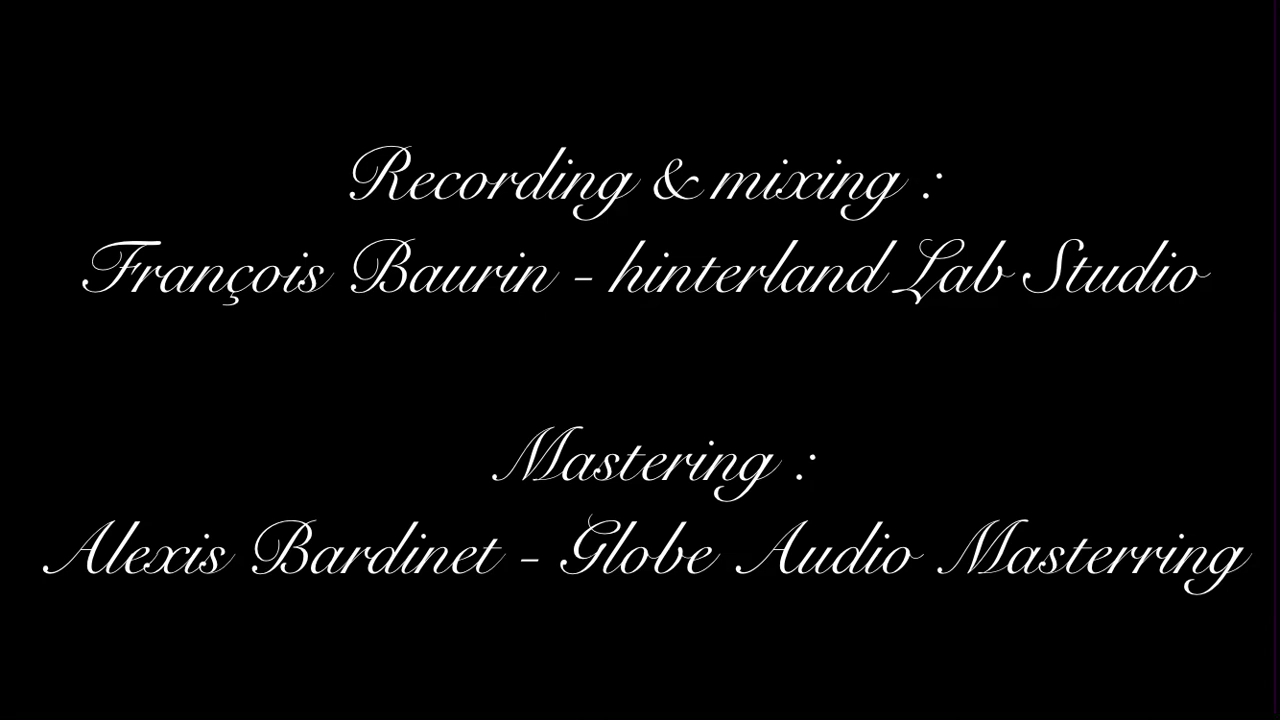 Recording & mixing :
François Baurin - hinterland Lab Studio
Mastering :
Alexis Bardinet - Globe Audio Masterring